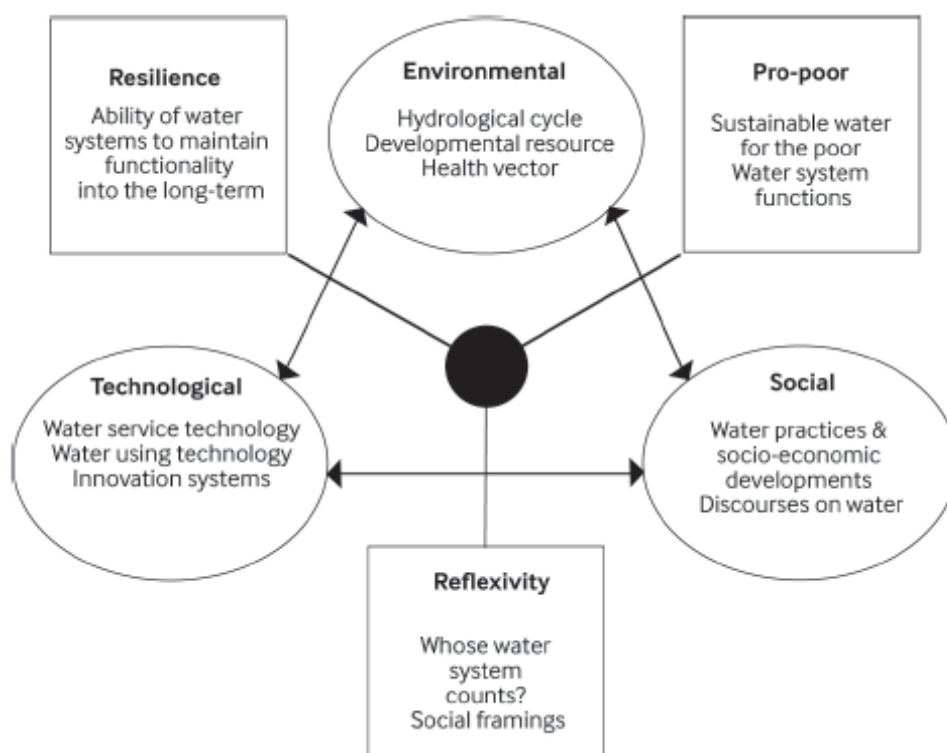 Resilience
Ability of water
systems to maintain
functionality
into the long-term
Environmental
Hydrological cycle
Developmental resource
Health vector
Pro-poor
Sustainable water
for the poor
Water system
functions
Technological
Water service technology
Water using technology
Innovation systems
Social
Water practices &
socio-economic
developments
Discourses on water
Reflexivity
Whose water
system
counts?
Social framings